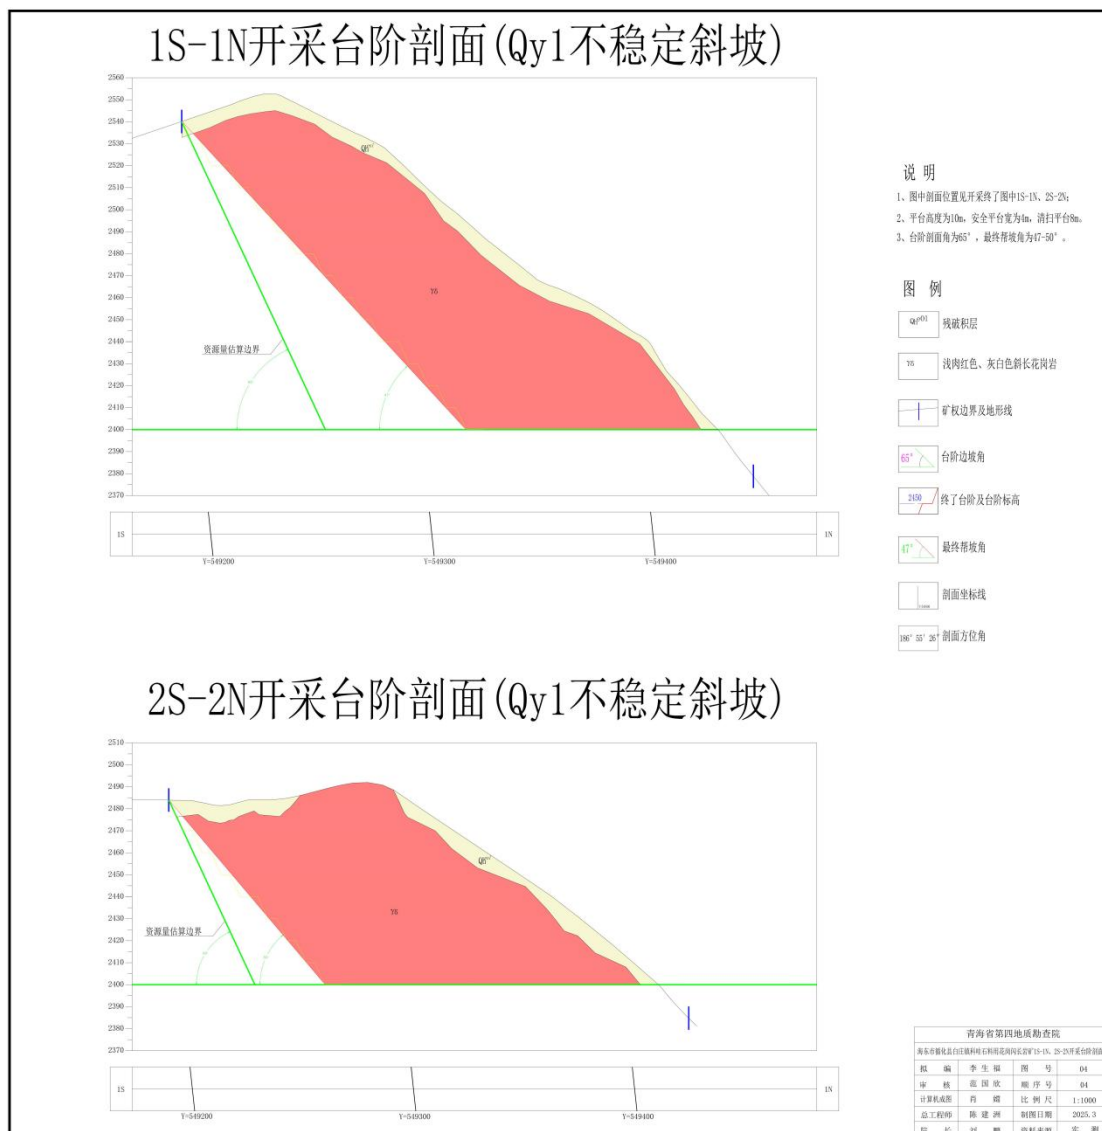 1S-1N开采台阶剖面(Qy1不稳定斜坡)
2560
2550
2540
2530
2520
2510
2500
2490
2480
2470
2460
2450
2440
2430
2420
2410
2400
2390
2380
2370
资源量估算边界
1S
1N
Y=549200
Y=549300
Y=549400
说 明
1、图中剖面位置见开采终了图中1S-1N、2S-2N;
2、平台高度为10m，安全平台宽为4m，清扫平台8m。
3、台阶剖面角为65°，最终帮坡角为47-50°。
图 例
残破积层
γδ 浅肉红色、灰白色斜长花岗岩
矿权边界及地形线
65° 台阶边坡角
2450 终了台阶及台阶标高
47° 最终帮坡角
剖面坐标线
186° 55′ 26″ 剖面方位角
2S-2N开采台阶剖面(Qy1不稳定斜坡)
2510
2500
2490
2480
2470
2460
2450
2440
2430
2420
2410
2400
2390
2380
2370
资源量估算边界
1S
1N
Y=549200
Y=549300
Y=549400
青海省第四地质勘查院
拟 编 李生福 图 号 04
审 核 范国欣 顺序号 04
计算机成图 肖 嫦 比例尺 1:1000
总工程师 陈建洲 制图日期 2025.3